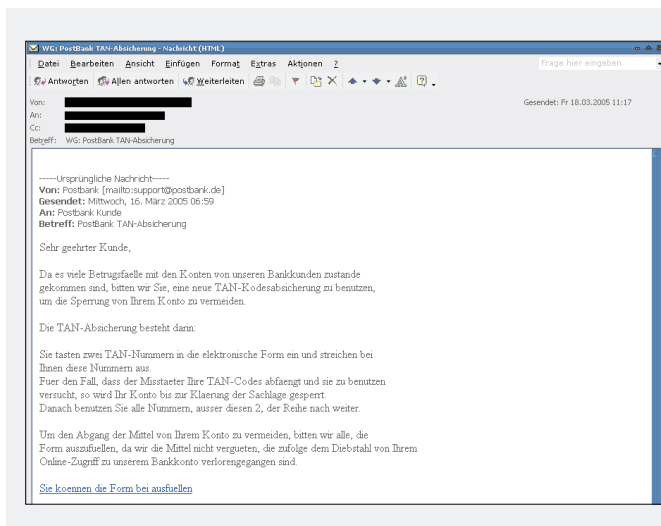 WG: PostBank TAN-Absicherung - Nachricht (HTML)
Datei Bearbeiten Ansicht Einfügen Format Extras Aktionen ?
Frage hier eingeben
Antworten Allen antworten Weiterleiten
Von:
Gesendet: Fr 18.03.2005 11:17
An:
Cc:
Betreff: WG: PostBank TAN-Absicherung
-----Ursprüngliche Nachricht-----
Von: Postbank [mailto:support@postbank.de]
Gesendet: Mittwoch, 16. März 2005 06:59
An: Postbank Kunde
Betreff: PostBank TAN-Absicherung
Sehr geehrter Kunde,
Da es viele Betrugsfaelle mit den Konten von unseren Bankkunden zustande
gekommen sind, bitten wir Sie, eine neue TAN-Kodesabsicherung zu benutzen,
um die Sperrung von Ihrem Konto zu vermeiden.
Die TAN-Absicherung besteht darin:
Sie tasten zwei TAN-Nummern in die elektronische Form ein und streichen bei
Ihnen diese Nummern aus.
Fuer den Fall, dass der Misstaeter Ihre TAN-Codes abfaengt und sie zu benutzen
versucht, so wird Ihr Konto bis zur Klaerung der Sachlage gesperrt.
Danach benutzen Sie alle Nummern, ausser diesen 2, der Reihe nach weiter.
Um den Abgang der Mittel von Ihrem Konto zu vermeiden, bitten wir alle, die
Form auszufuellen, da wir die Mittel nicht vergueten, die zufolge dem Diebstahl von Ihrem
Online-Zugriff zu unserem Bankkonto verlorengegangen sind.
Sie koennen die Form bei ausfuellen